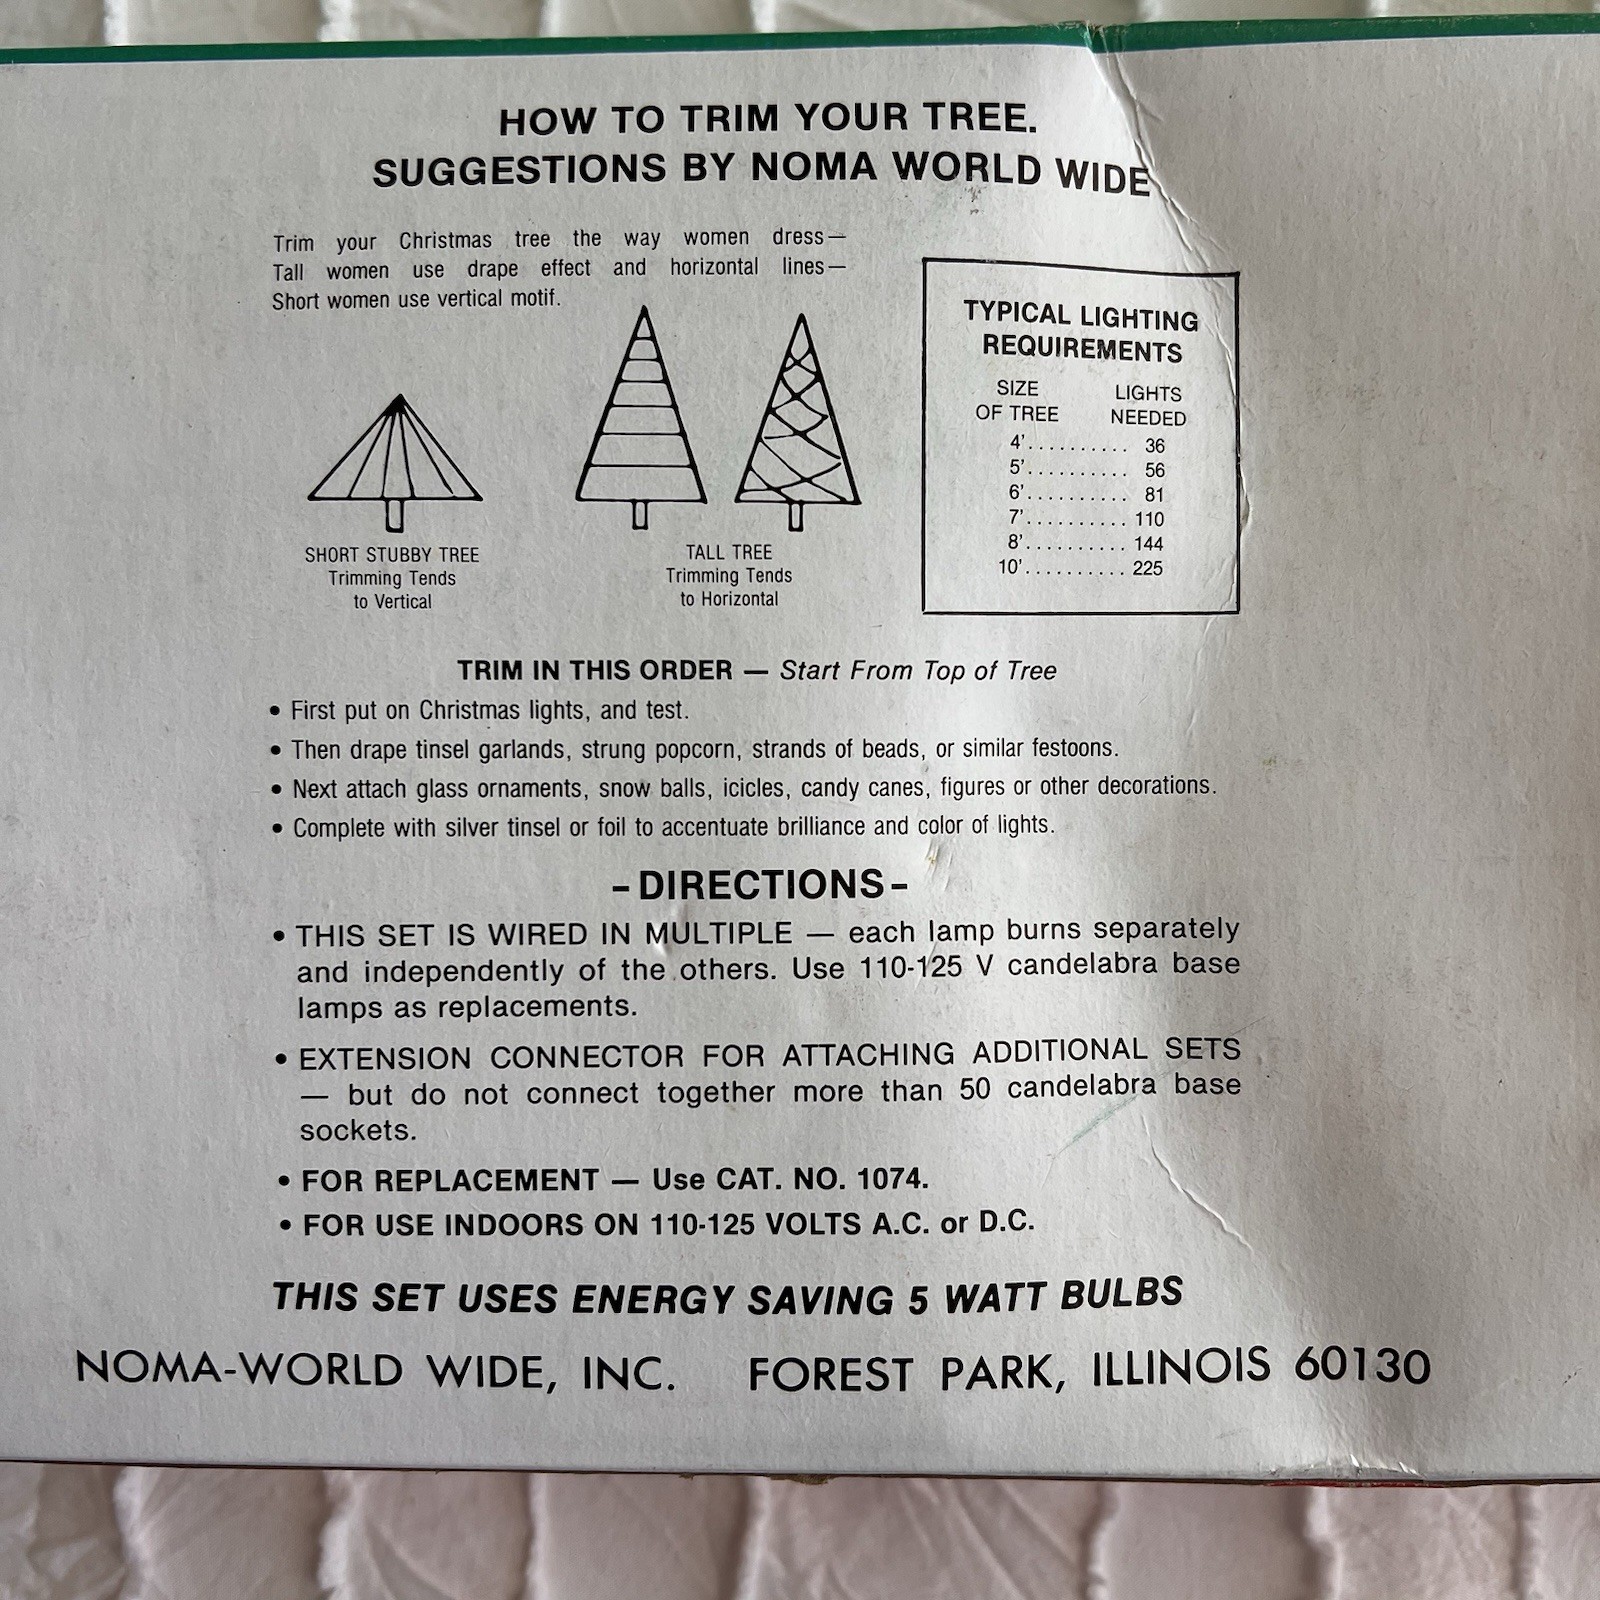 HOW TO TRIM YOUR TREE.
SUGGESTIONS BY NOMA WORLD WIDE
Trim your Christmas tree the way women dress—
Tall women use drape effect and horizontal lines—
Short women use vertical motif.
SHORT STUBBY TREE
Trimming Tends
to Vertical
TALL TREE
Trimming Tends
to Horizontal
TYPICAL LIGHTING
REQUIREMENTS
SIZE LIGHTS
OF TREE NEEDED
4'.......... 36
5'.......... 56
6'.......... 81
7'.......... 110
8'.......... 144
10'.......... 225
TRIM IN THIS ORDER — Start From Top of Tree
• First put on Christmas lights, and test.
• Then drape tinsel garlands, strung popcorn, strands of beads, or similar festoons.
• Next attach glass ornaments, snow balls, icicles, candy canes, figures or other decorations.
• Complete with silver tinsel or foil to accentuate brilliance and color of lights.
-DIRECTIONS-
• THIS SET IS WIRED IN MULTIPLE — each lamp burns separately
and independently of the others. Use 110-125 V candelabra base
lamps as replacements.
• EXTENSION CONNECTOR FOR ATTACHING ADDITIONAL SETS
— but do not connect together more than 50 candelabra base
sockets.
• FOR REPLACEMENT — Use CAT. NO. 1074.
• FOR USE INDOORS ON 110-125 VOLTS A.C. or D.C.
THIS SET USES ENERGY SAVING 5 WATT BULBS
NOMA-WORLD WIDE, INC. FOREST PARK, ILLINOIS 60130